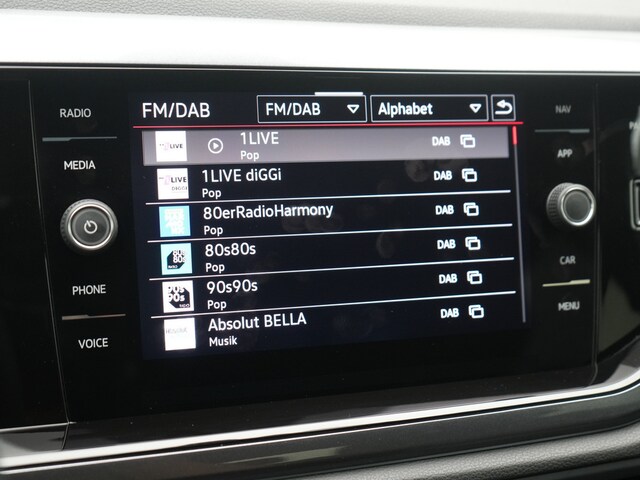 RADIO
MEDIA
PHONE
VOICE
FM/DAB
FM/DAB
Alphabet
1LIVE
Pop
DAB
1LIVE diGGi
Pop
DAB
80erRadioHarmony
Pop
DAB
80s80s
Pop
DAB
90s90s
Pop
DAB
Absolut BELLA
Musik
DAB
NAV
APP
CAR
MENU